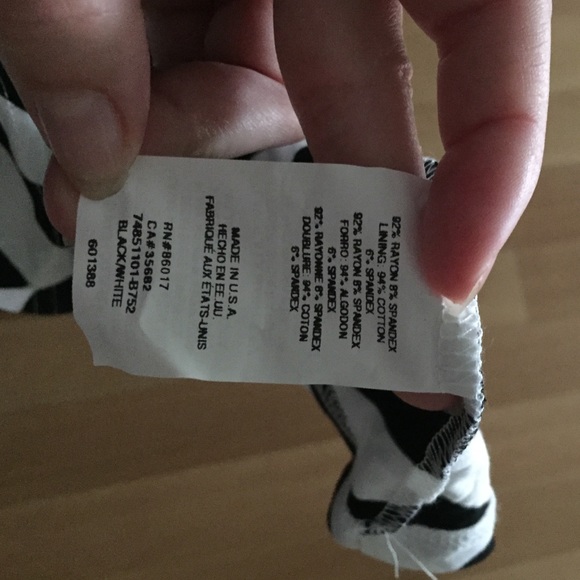 92% RAYON 8% SPANDEX
LINING: 94% COTTON
6% SPANDEX
92% RAYON 8% SPANDEX
FORRO: 94% ALGODON
6% SPANDEX
92% RAYONNE 8% SPANDEX
DOUBLURE: 94% COTON
6% SPANDEX
MADE IN U.S.A.
HECHO EN EE.UU.
FABRIQUÉ AUX ÉTATS-UNIS
RN#86017
CA#35682
74851101-B752
BLACK/WHITE
601388